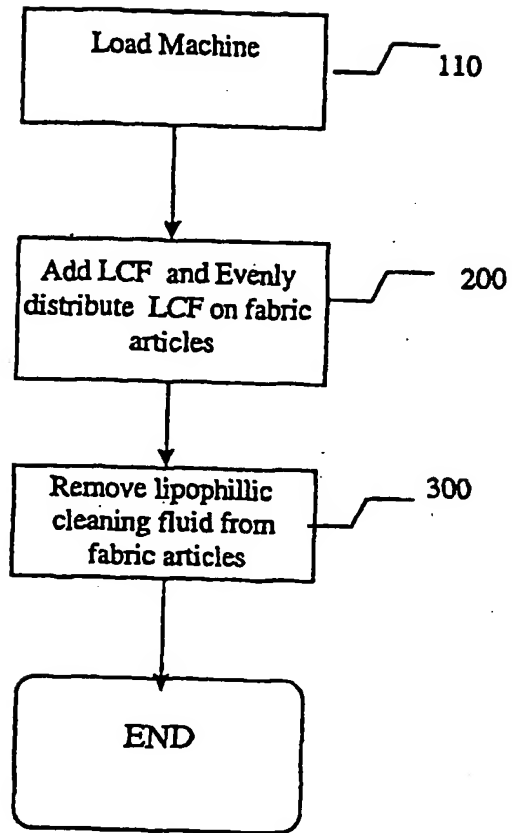 Load Machine
110
Add LCF and Evenly
distribute LCF on fabric
articles
200
Remove lipophillic
cleaning fluid from
fabric articles
300
END